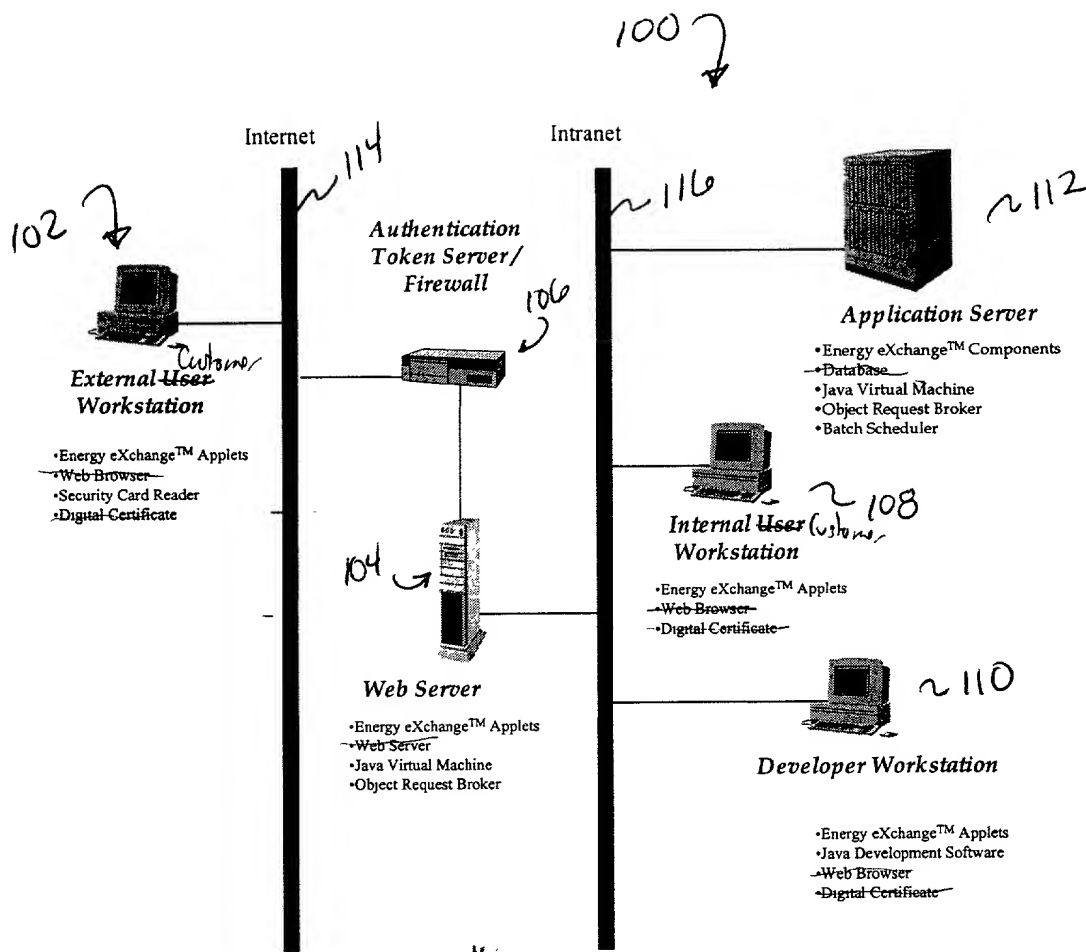 100
Internet
Intranet
114
116
112
102
Authentication
Token Server/
Firewall
106
Application Server
•Energy eXchange™ Components
•Database
•Java Virtual Machine
•Object Request Broker
•Batch Scheduler
Customer
External User
Workstation
•Energy eXchange™ Applets
•Web Browser
•Security Card Reader
•Digital Certificate
108
Internal User Customer
Workstation
•Energy eXchange™ Applets
•Web Browser
•Digital Certificate
104
Web Server
•Energy eXchange™ Applets
•Web Server
•Java Virtual Machine
•Object Request Broker
110
Developer Workstation
•Energy eXchange™ Applets
•Java Development Software
•Web Browser
•Digital Certificate